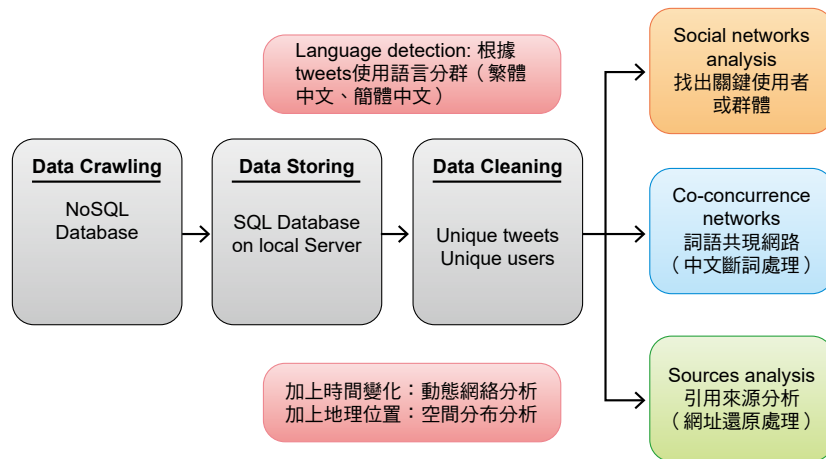 Language detection: 根據
tweets使用語言分群（繁體
中文、簡體中文）
Data Crawling
NoSQL
Database
Data Storing
SQL Database
on local Server
Data Cleaning
Unique tweets
Unique users
Social networks
analysis
找出關鍵使用者
或群體
Co-concurrence
networks
詞語共現網路
（中文斷詞處理）
Sources analysis
引用來源分析
（網址還原處理）
加上時間變化：動態網絡分析
加上地理位置：空間分布分析